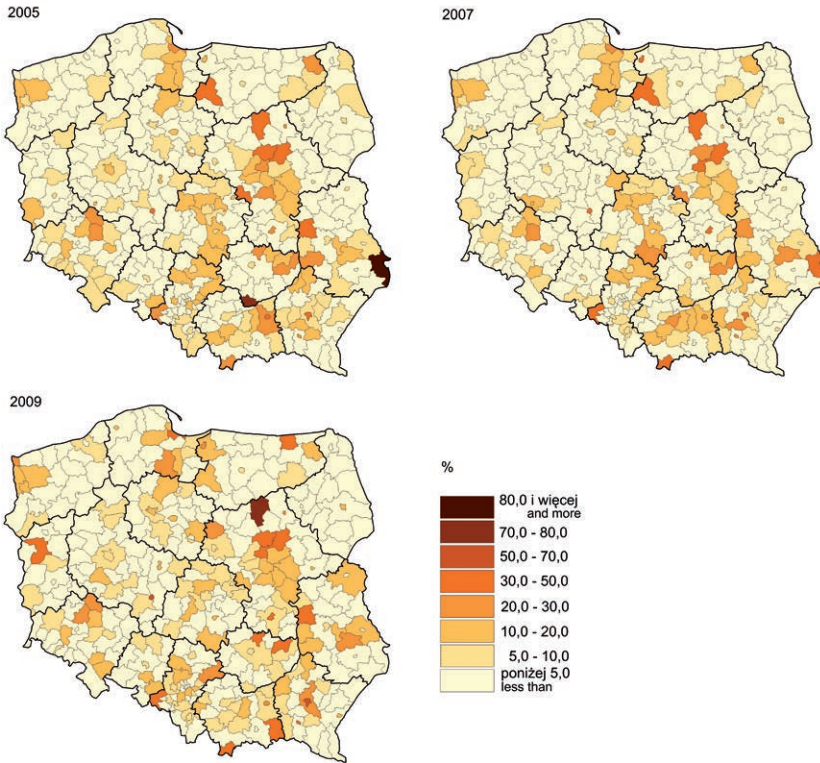 2005
2007
2009
%
80,0 i więcej
and more
70,0 - 80,0
50,0 - 70,0
30,0 - 50,0
20,0 - 30,0
10,0 - 20,0
5,0 - 10,0
poniżej 5,0
less than